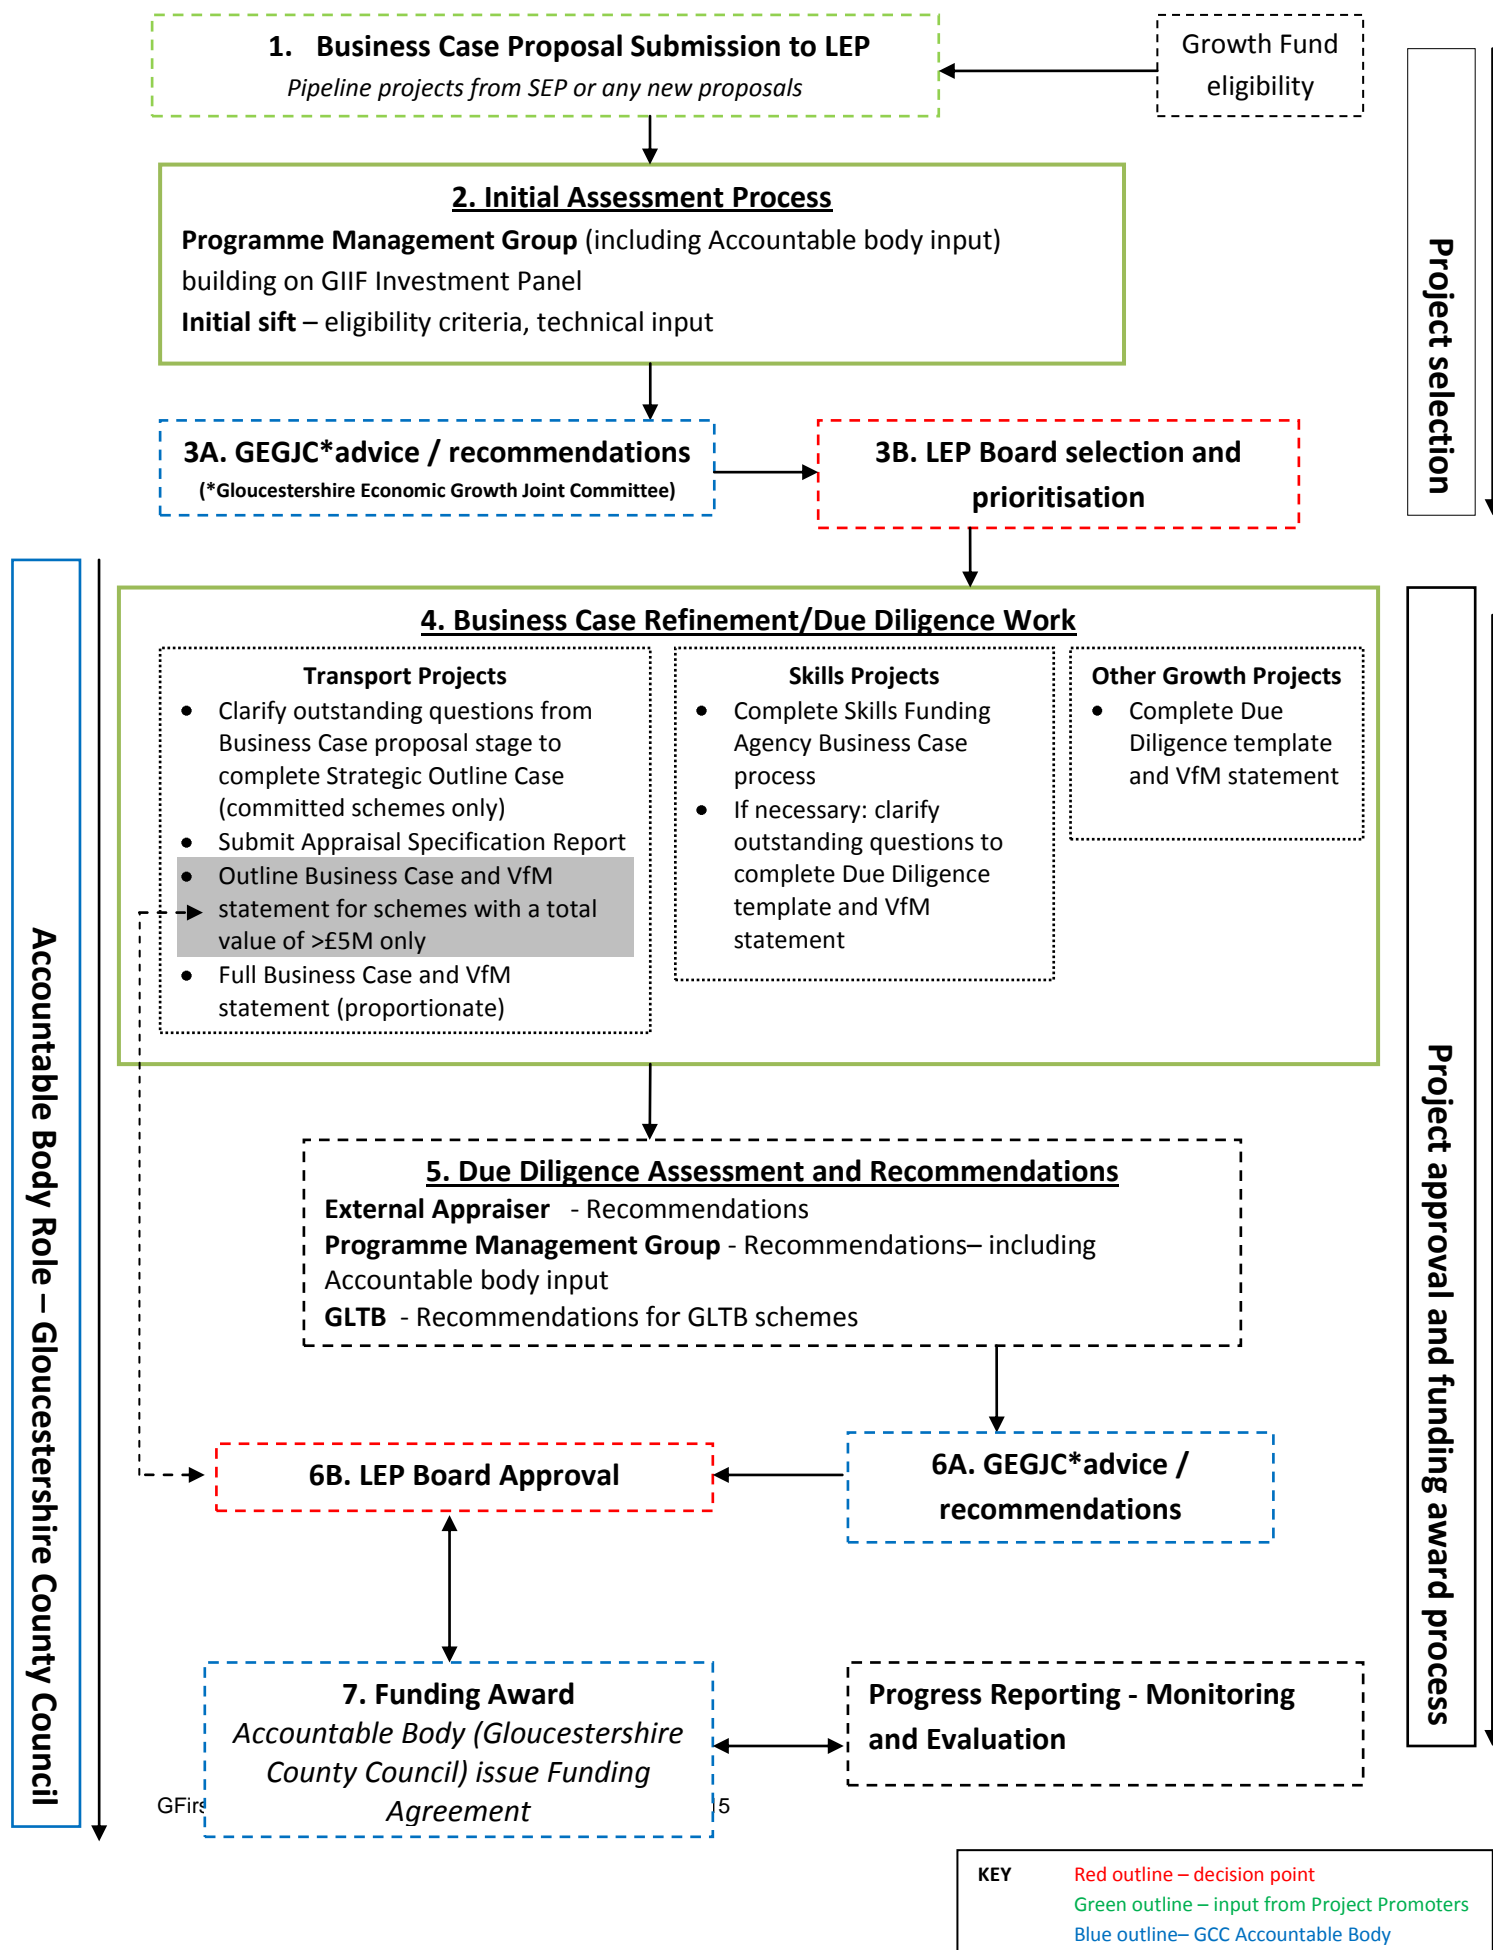 1. Business Case Proposal Submission to LEP
Pipeline projects from SEP or any new proposals
Growth Fund
eligibility
2. Initial Assessment Process
Programme Management Group (including Accountable body input)
building on GIIF Investment Panel
Initial sift – eligibility criteria, technical input
Project selection
3A. GEGJC*advice / recommendations
(*Gloucestershire Economic Growth Joint Committee)
3B. LEP Board selection and
prioritisation
Accountable Body Role – Gloucestershire County Council
4. Business Case Refinement/Due Diligence Work
Transport Projects
• Clarify outstanding questions from
Business Case proposal stage to
complete Strategic Outline Case
(committed schemes only)
• Submit Appraisal Specification Report
• Outline Business Case and VfM
statement for schemes with a total
value of >£5M only
• Full Business Case and VfM
statement (proportionate)
Skills Projects
• Complete Skills Funding
Agency Business Case
process
• If necessary: clarify
outstanding questions to
complete Due Diligence
template and VfM
statement
Other Growth Projects
• Complete Due
Diligence template
and VfM statement
Project approval and funding award process
5. Due Diligence Assessment and Recommendations
External Appraiser - Recommendations
Programme Management Group - Recommendations– including
Accountable body input
GLTB - Recommendations for GLTB schemes
6B. LEP Board Approval
6A. GEGJC*advice /
recommendations
7. Funding Award
Accountable Body (Gloucestershire
County Council) issue Funding
Agreement
Progress Reporting - Monitoring
and Evaluation
KEY
Red outline – decision point
Green outline – input from Project Promoters
Blue outline– GCC Accountable Body